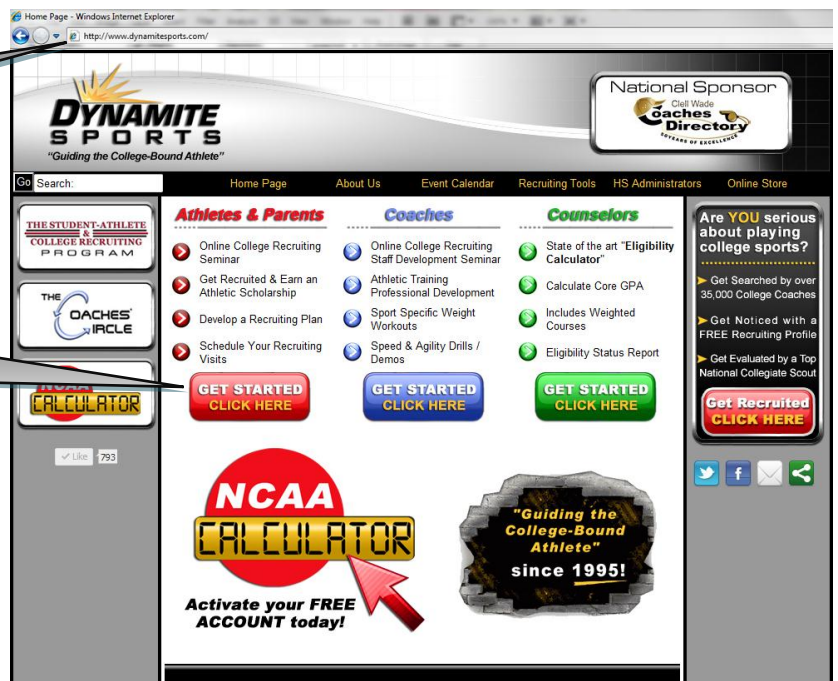 Home Page - Windows Internet Explorer
http://www.dynamitesports.com/
DYNAMITE
SPORTS
"Guiding the College-Bound Athlete"
National Sponsor
Clell Wade
Coaches
Directory
50 YEARS OF EXCELLENCE
Go Search:
Home Page About Us Event Calendar Recruiting Tools HS Administrators Online Store
THE STUDENT-ATHLETE
&
COLLEGE RECRUITING
PROGRAM
THE
COACHES'
CIRCLE
NCAA
CALCULATOR
Like 793
Athletes & Parents
Online College Recruiting
Seminar
Get Recruited & Earn an
Athletic Scholarship
Develop a Recruiting Plan
Schedule Your Recruiting
Visits
GET STARTED
CLICK HERE
Coaches
Online College Recruiting
Staff Development Seminar
Athletic Training
Professional Development
Sport Specific Weight
Workouts
Speed & Agility Drills /
Demos
GET STARTED
CLICK HERE
Counselors
State of the art "Eligibility
Calculator"
Calculate Core GPA
Includes Weighted
Courses
Eligibility Status Report
GET STARTED
CLICK HERE
Are YOU serious
about playing
college sports?
Get Searched by over
35,000 College Coaches
Get Noticed with a
FREE Recruiting Profile
Get Evaluated by a Top
National Collegiate Scout
Get Recruited
CLICK HERE
NCAA
CALCULATOR
Activate your FREE
ACCOUNT today!
"Guiding the
College-Bound
Athlete"
since 1995!